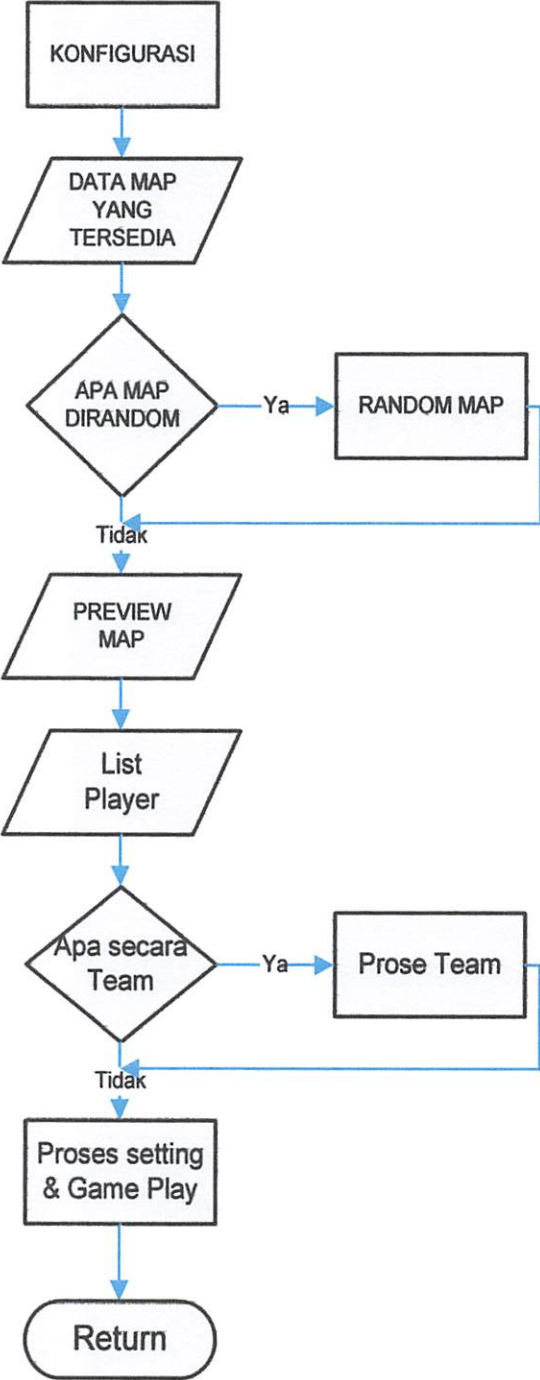 KONFIGURASI
DATA MAP
YANG
TERSEDIA
APA MAP
DIRANDOM
Ya
RANDOM MAP
Tidak
PREVIEW
MAP
List
Player
Apa secara
Team
Ya
Prose Team
Tidak
Proses setting
& Game Play
Return